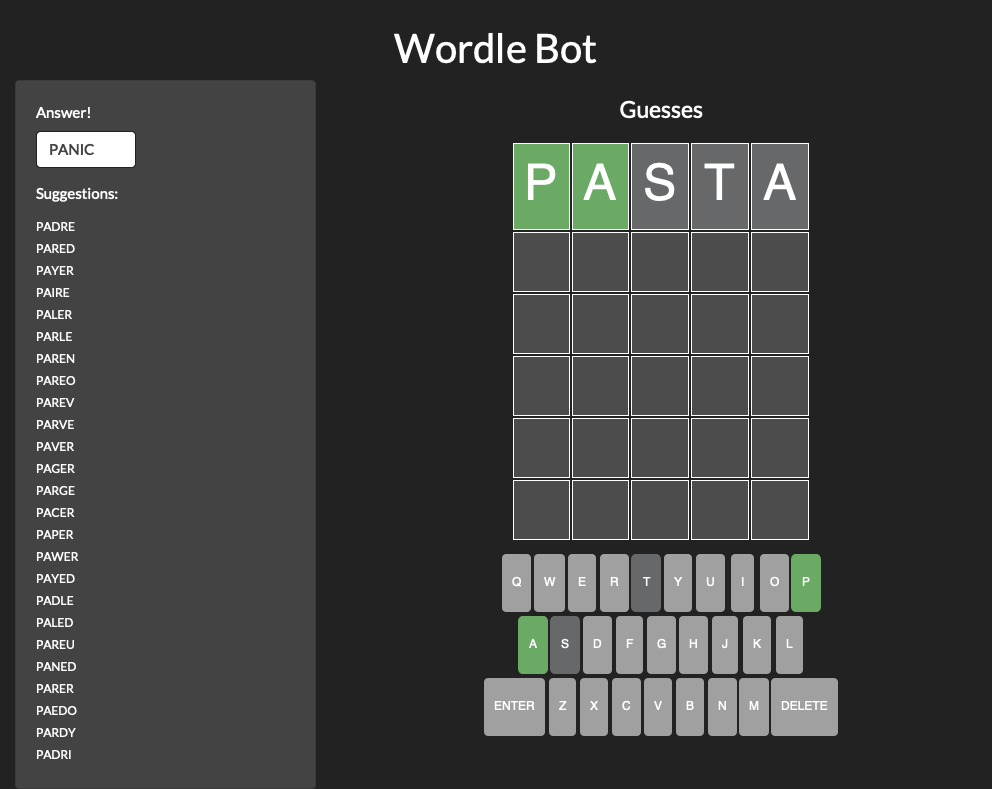 Wordle Bot
Answer!
PANIC
Suggestions:
PADRE
PARED
PAYER
PAIRE
PALER
PARLE
PAREN
PAREO
PAREV
PARVE
PAVER
PAGER
PARGE
PACER
PAPER
PAWER
PAYED
PADLE
PALED
PAREU
PANED
PARER
PAEDO
PARDY
PADRI
Guesses
P A S T A
Q W E R T Y U I O P
A S D F G H J K L
ENTER Z X C V B N M DELETE